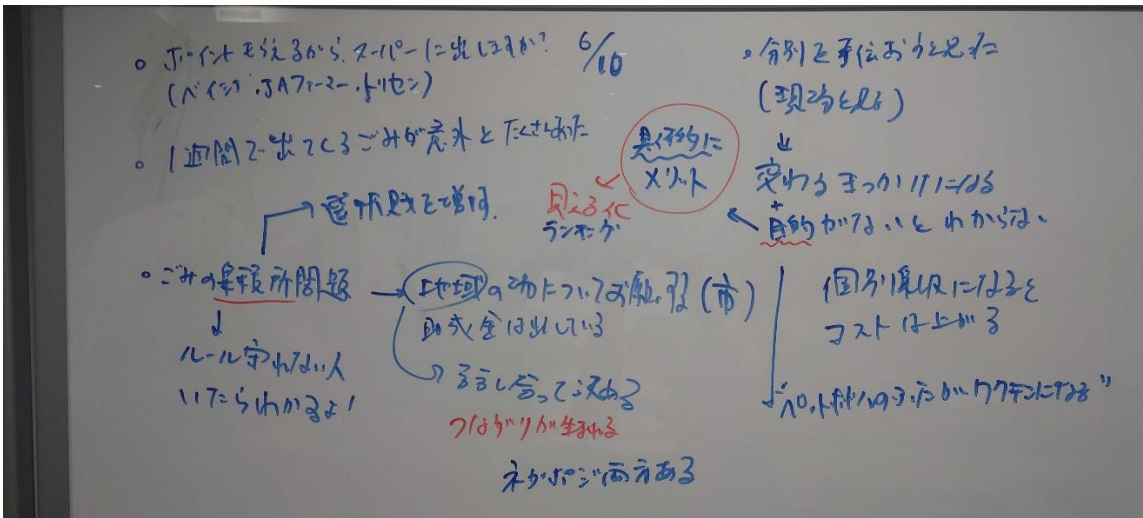 。ポイントもらえるから、スーパーに出しますか? 6/10
(ベイシア、JAファーマー、トリセン)
。1週間で出てくるごみが意外とたくさんあった
。ごみの集積所問題
ルール守れない人
いたらわかるよ!
地域の功についてお願いする(市)
助成金は出している
話し合って決める
つながりが生まれる
ネガポジ両方ある
具体的に
メリット
見える化
ランキング
。分別を手伝おうと思った
(現場を見る)
変わるきっかけになる
+
目的がないとわからない
個別収集になると
コストは上がる
"ペットボトルのふたがワクチンになる"